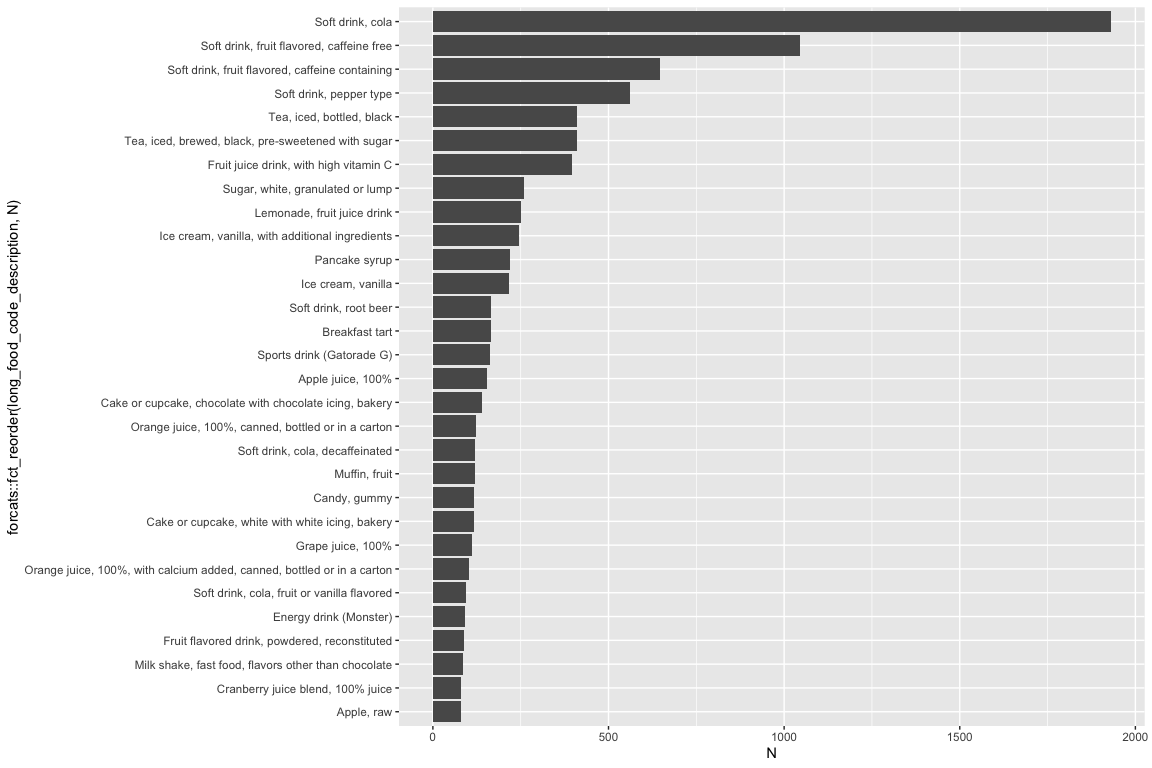 Soft drink, cola
Soft drink, fruit flavored, caffeine free
Soft drink, fruit flavored, caffeine containing
Soft drink, pepper type
Tea, iced, bottled, black
Tea, iced, brewed, black, pre-sweetened with sugar
Fruit juice drink, with high vitamin C
Sugar, white, granulated or lump
Lemonade, fruit juice drink
Ice cream, vanilla, with additional ingredients
Pancake syrup
Ice cream, vanilla
Soft drink, root beer
Breakfast tart
Sports drink (Gatorade G)
Apple juice, 100%
Cake or cupcake, chocolate with chocolate icing, bakery
Orange juice, 100%, canned, bottled or in a carton
Soft drink, cola, decaffeinated
Muffin, fruit
Candy, gummy
Cake or cupcake, white with white icing, bakery
Grape juice, 100%
Orange juice, 100%, with calcium added, canned, bottled or in a carton
Soft drink, cola, fruit or vanilla flavored
Energy drink (Monster)
Fruit flavored drink, powdered, reconstituted
Milk shake, fast food, flavors other than chocolate
Cranberry juice blend, 100% juice
Apple, raw
forcats::fct_reorder(long_food_code_description, N)
0 500 1000 1500 2000
N